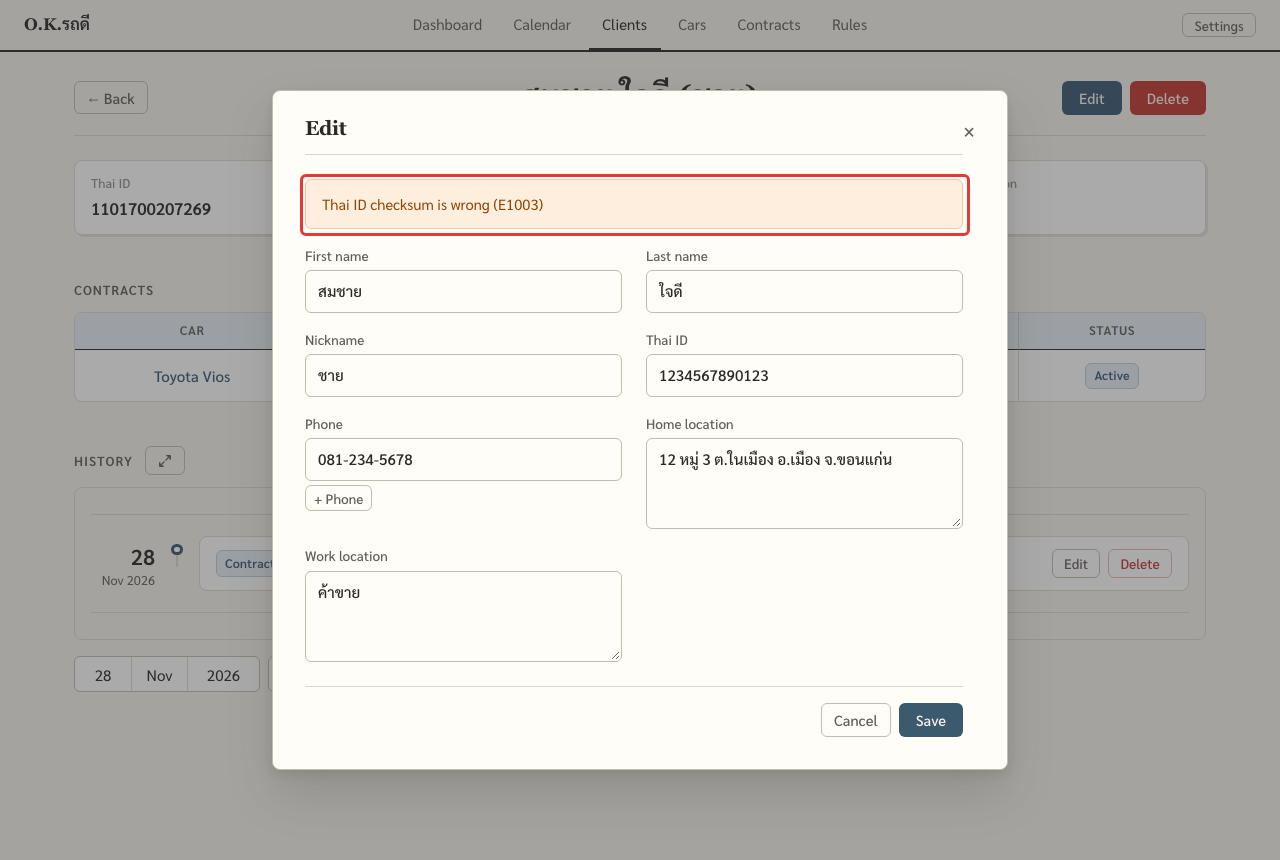 O.K.รถดี
Dashboard
Calendar
Clients
Cars
Contracts
Rules
Settings
← Back
Edit
Delete
Edit
×
Thai ID
1101700207269
Thai ID checksum is wrong (E1003)
First name
สมชาย
Last name
ใจดี
Nickname
ชาย
Thai ID
1234567890123
Phone
081-234-5678
+ Phone
Home location
12 หมู่ 3 ต.ในเมือง อ.เมือง จ.ขอนแก่น
Work location
ค้าขาย
Cancel
Save
CONTRACTS
CAR
STATUS
Toyota Vios
Active
HISTORY
28
Nov 2026
Contract
Edit
Delete
28
Nov
2026